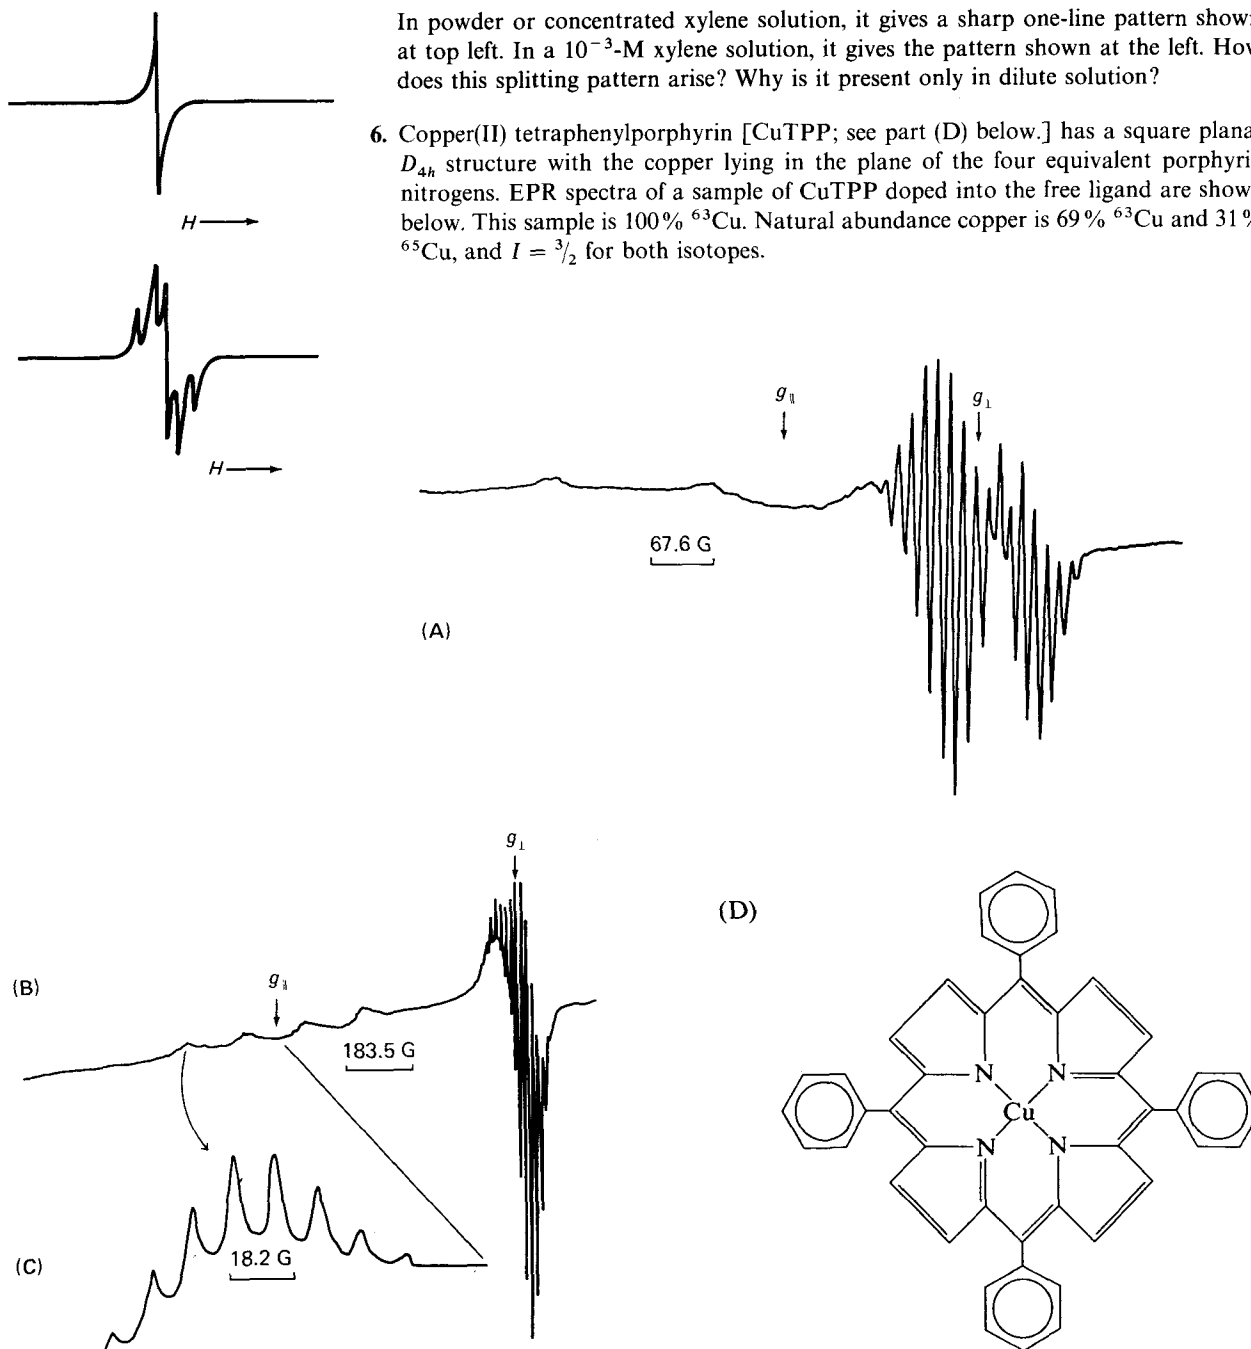 In powder or concentrated xylene solution, it gives a sharp one-line pattern show
at top left. In a 10⁻³-M xylene solution, it gives the pattern shown at the left. Hov
does this splitting pattern arise? Why is it present only in dilute solution?
H
6. Copper(II) tetraphenylporphyrin [CuTPP; see part (D) below.] has a square plana
D₄ₕ structure with the copper lying in the plane of the four equivalent porphyri
nitrogens. EPR spectra of a sample of CuTPP doped into the free ligand are show
below. This sample is 100% ⁶³Cu. Natural abundance copper is 69% ⁶³Cu and 31%
⁶⁵Cu, and I = ³/₂ for both isotopes.
H
g∥
g⊥
67.6 G
(A)
g⊥
(D)
g∥
(B)
183.5 G
N N
Cu
N N
18.2 G
(C)